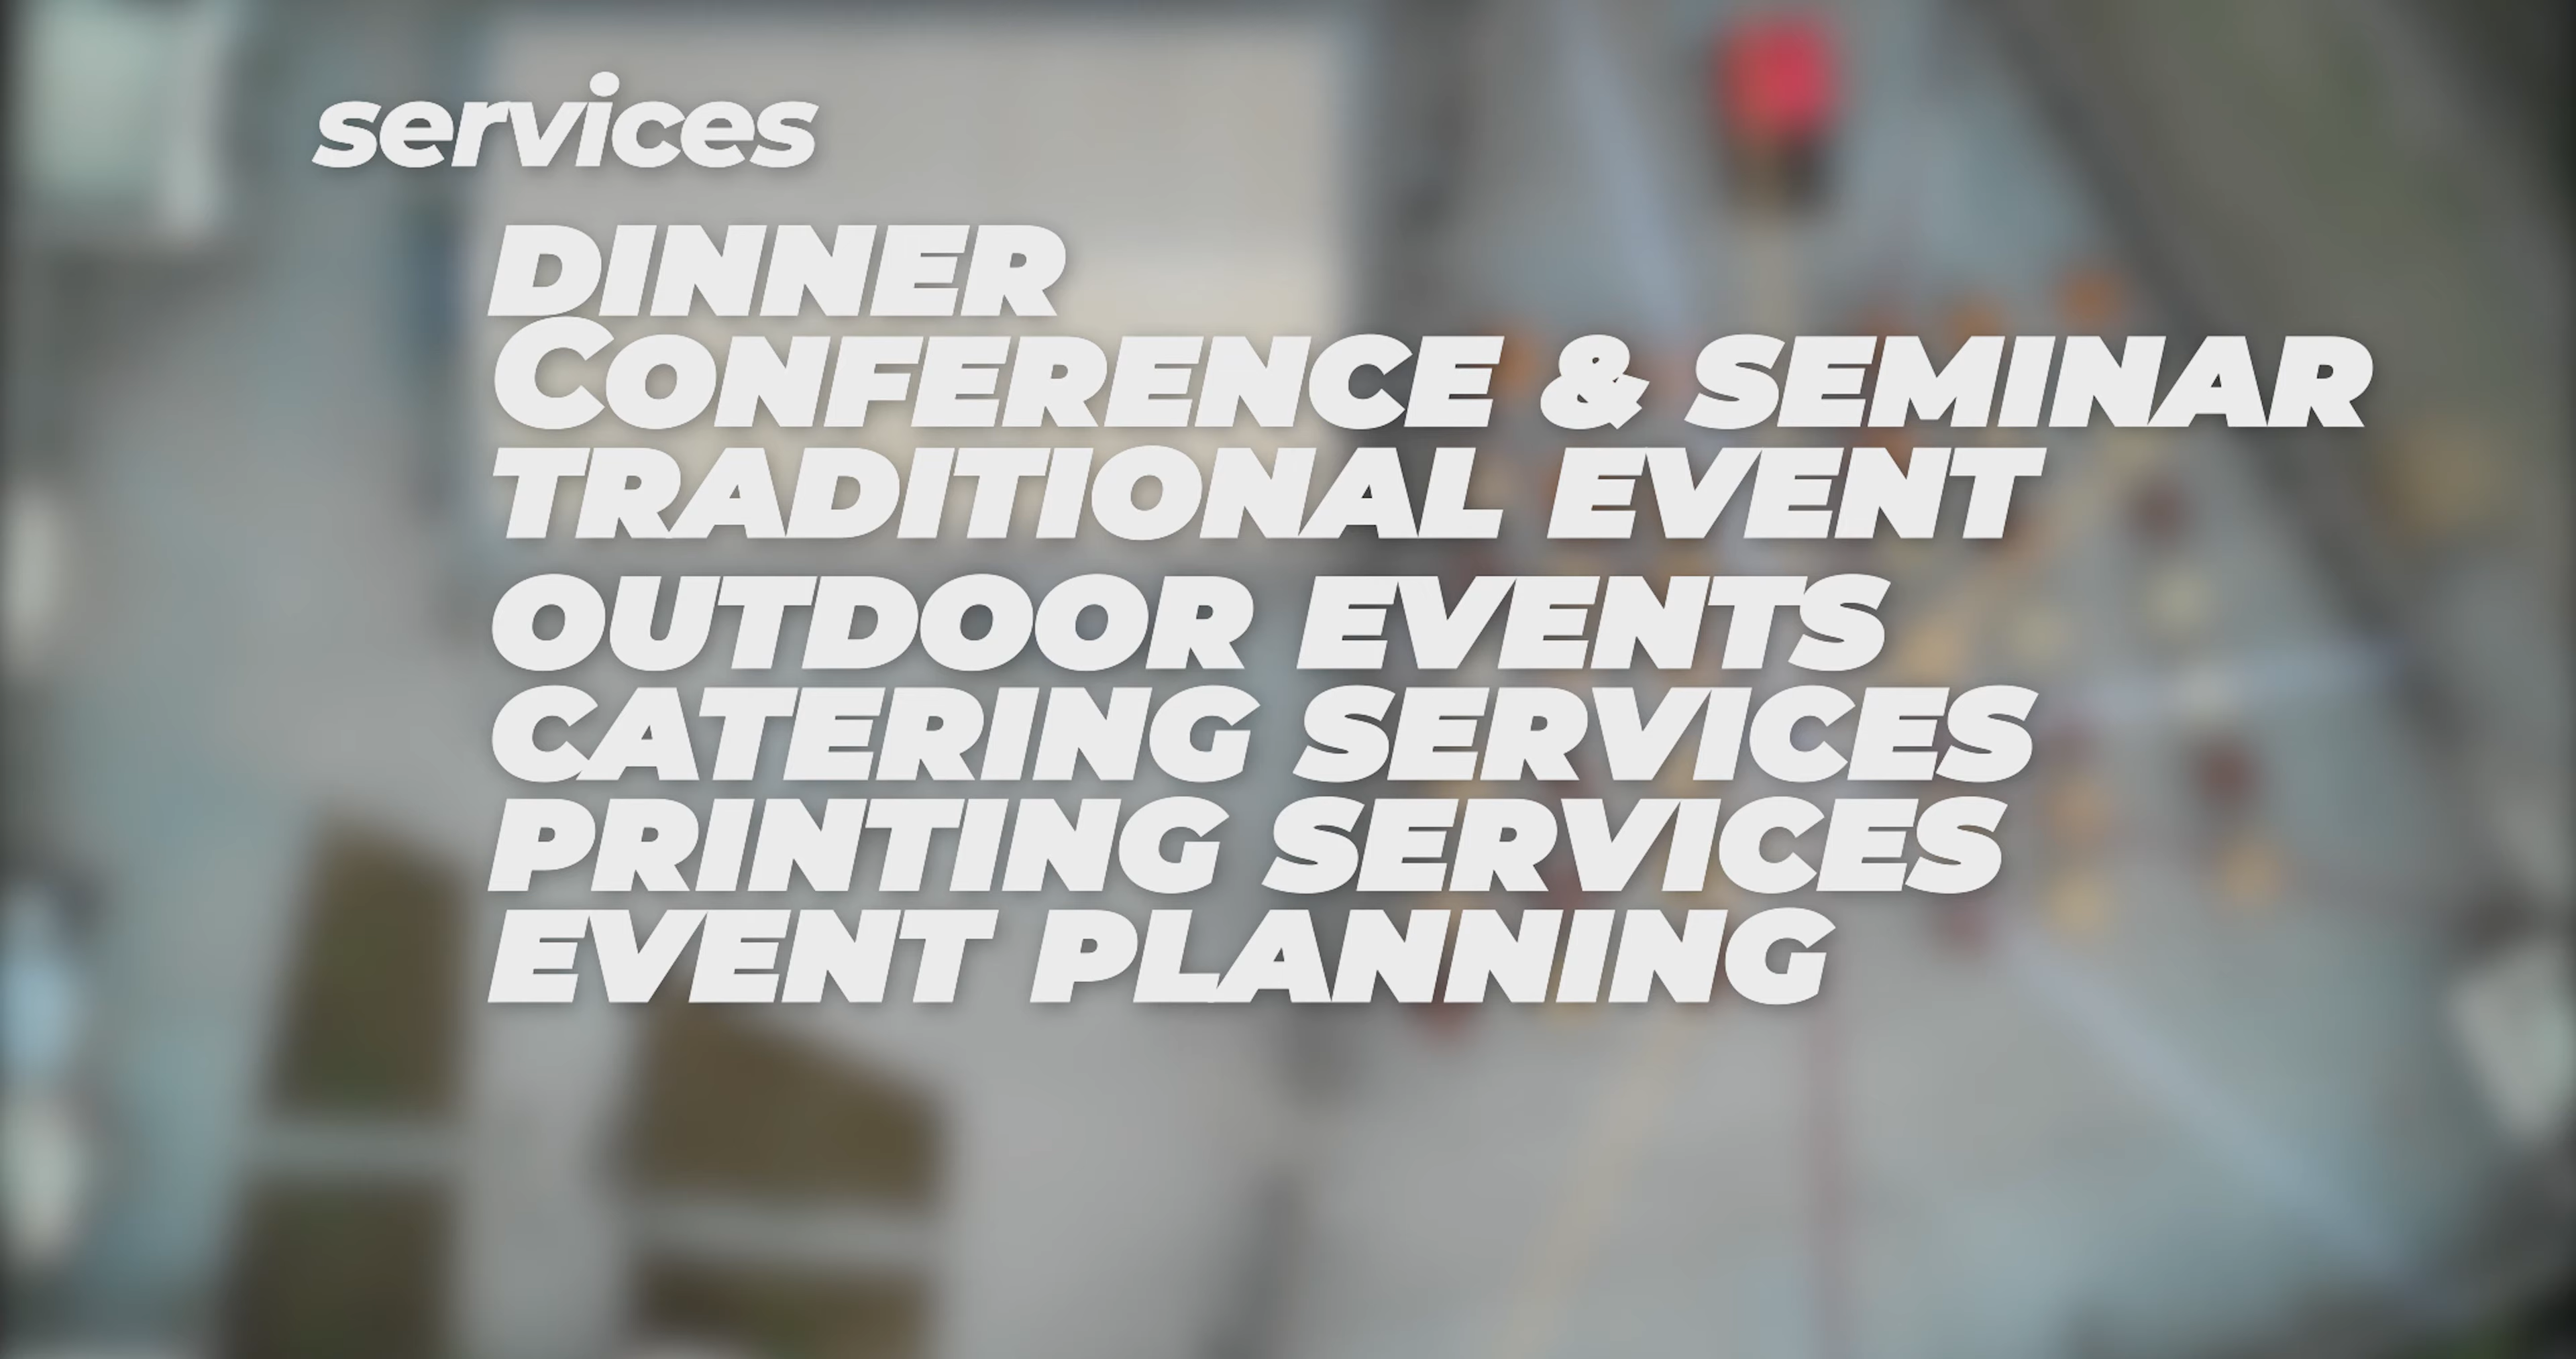 services
DINNER
CONFERENCE & SEMINAR
TRADITIONAL EVENT
OUTDOOR EVENTS
CATERING SERVICES
PRINTING SERVICES
EVENT PLANNING